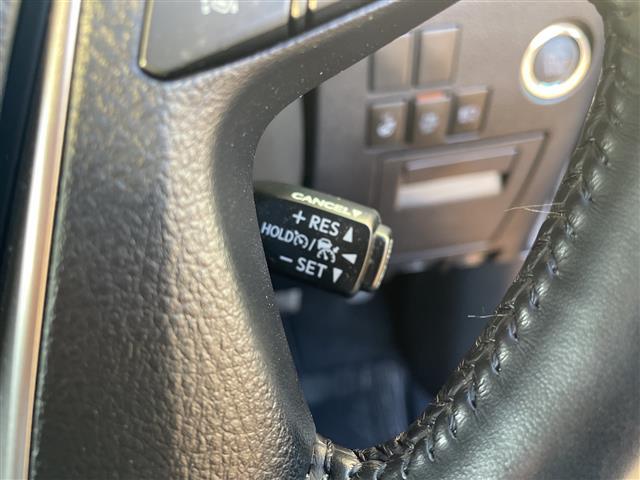 CANCEL
+ RES
HOLD /
− SET